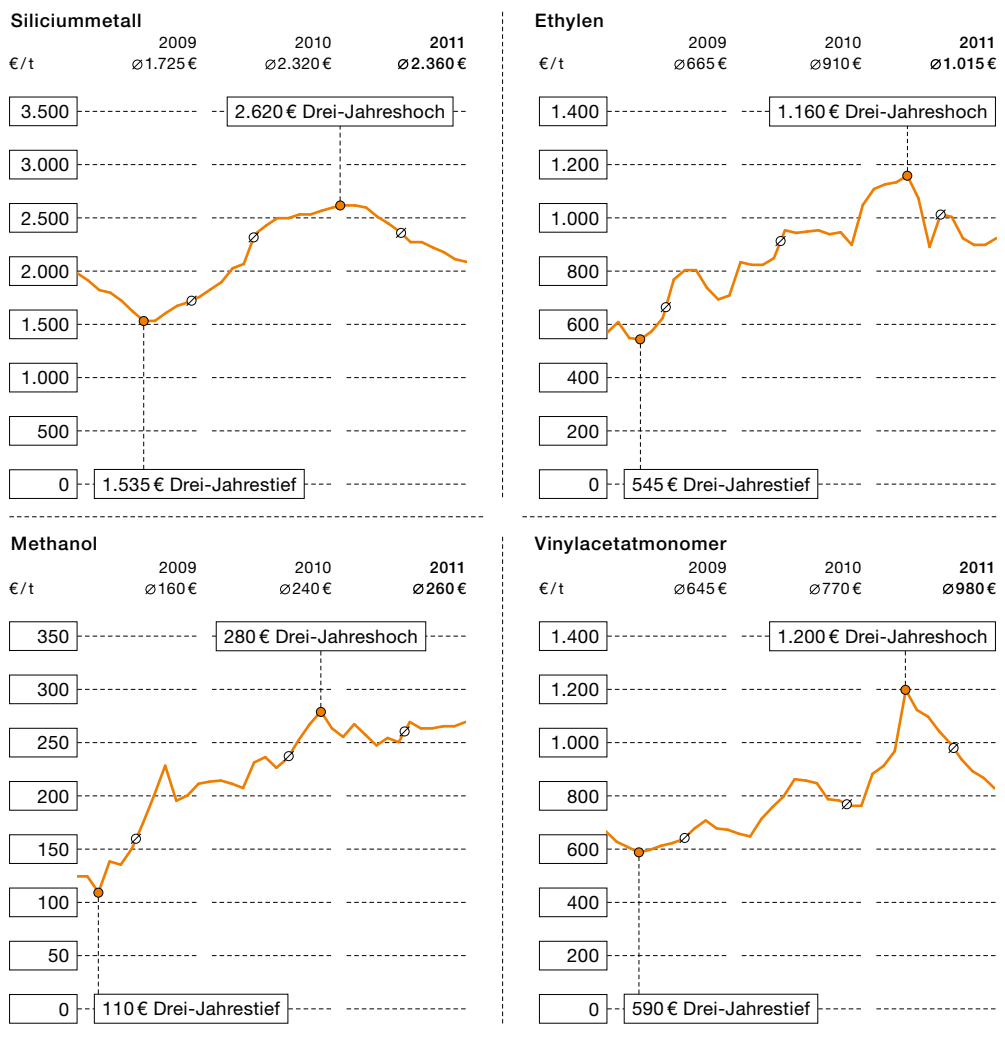 Siliciummetall
2009 2010 2011
€/t ⌀1.725€ ⌀2.320€ ⌀2.360€
3.500 2.620€ Drei-Jahreshoch
3.000
2.500
2.000
1.500
1.000
500
0 1.535€ Drei-Jahrestief
Ethylen
2009 2010 2011
€/t ⌀665€ ⌀910€ ⌀1.015€
1.400 1.160€ Drei-Jahreshoch
1.200
1.000
800
600
400
200
0 545€ Drei-Jahrestief
Methanol
2009 2010 2011
€/t ⌀160€ ⌀240€ ⌀260€
350 280€ Drei-Jahreshoch
300
250
200
150
100
50
0 110€ Drei-Jahrestief
Vinylacetatmonomer
2009 2010 2011
€/t ⌀645€ ⌀770€ ⌀980€
1.400 1.200€ Drei-Jahreshoch
1.200
1.000
800
600
400
200
0 590€ Drei-Jahrestief